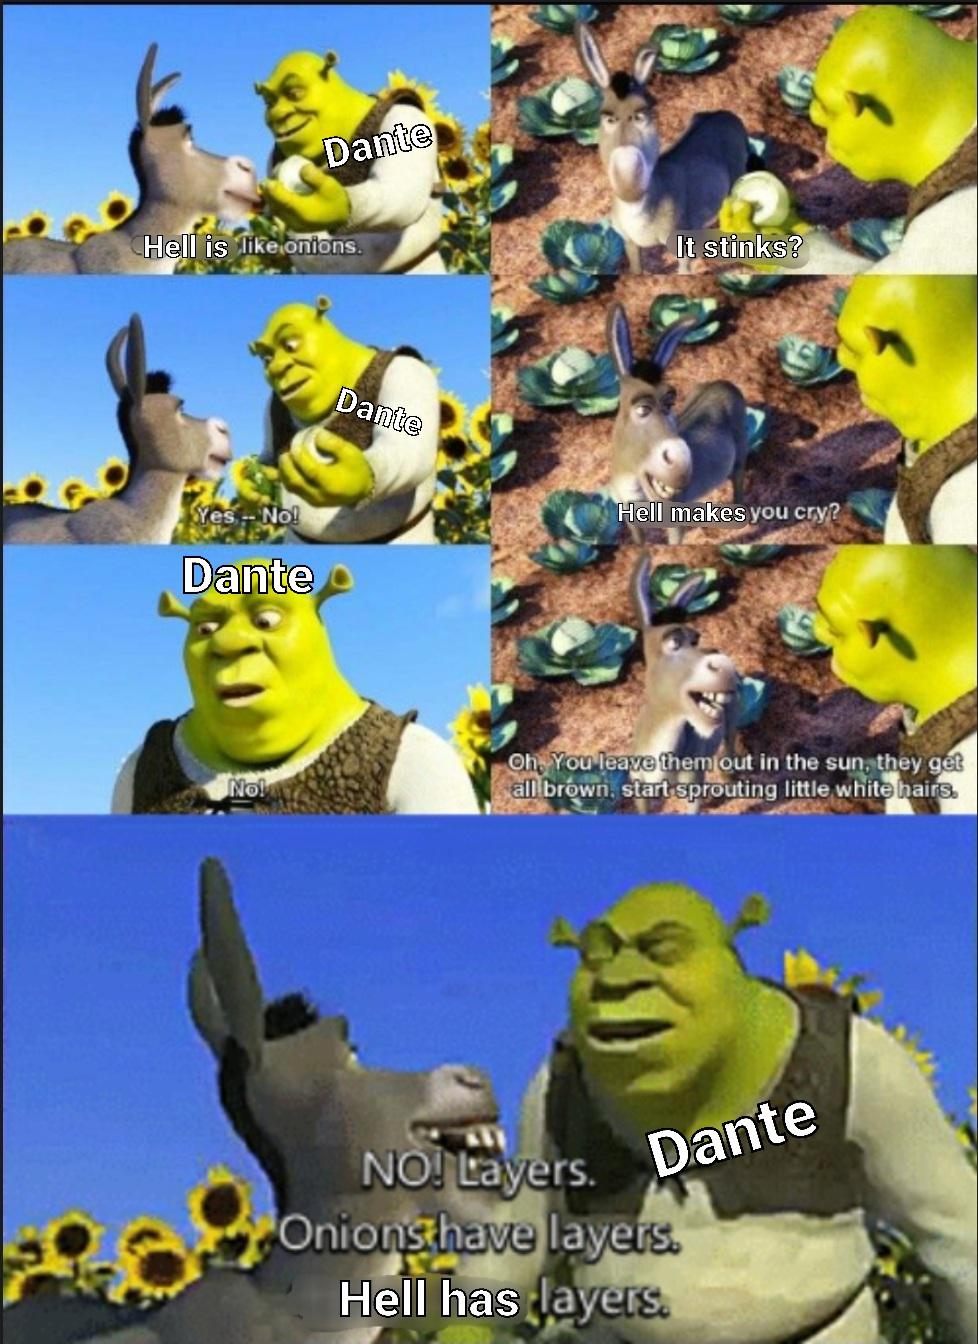 Dante
Hell is like onions.
It stinks?
Dante
Yes -- No!
Hell makes you cry?
Dante
No!
Oh, You leave them out in the sun, they get
all brown, start sprouting little white hairs.
Dante
NO! Layers.
Onions have layers.
Hell has layers.